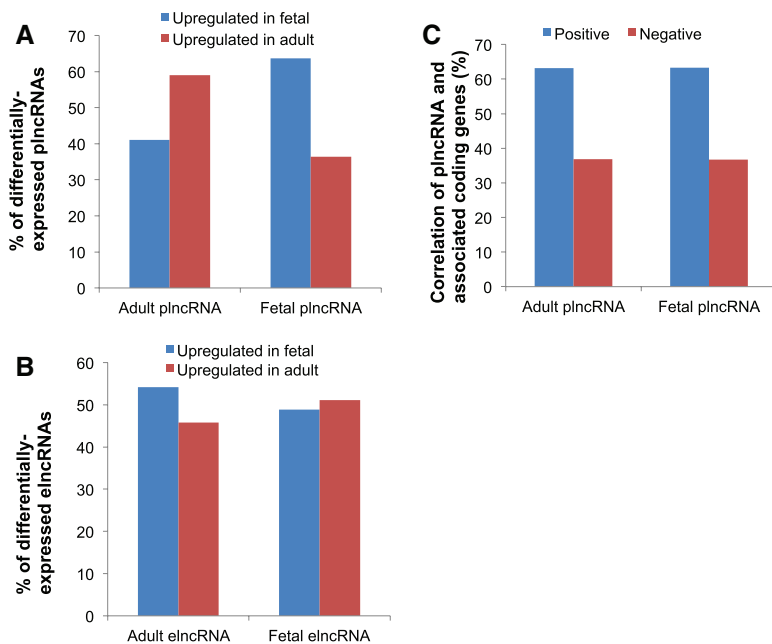 A
Upregulated in fetal
Upregulated in adult
% of differentially-
expressed plncRNAs
70
60
50
40
30
20
10
0
Adult plncRNA
Fetal plncRNA
C
Positive
Negative
Correlation of plncRNA and
associated coding genes (%)
70
60
50
40
30
20
10
0
Adult plncRNA
Fetal plncRNA
B
Upregulated in fetal
Upregulated in adult
% of differentially-
expressed elncRNAs
60
50
40
30
20
10
0
Adult elncRNA
Fetal elncRNA